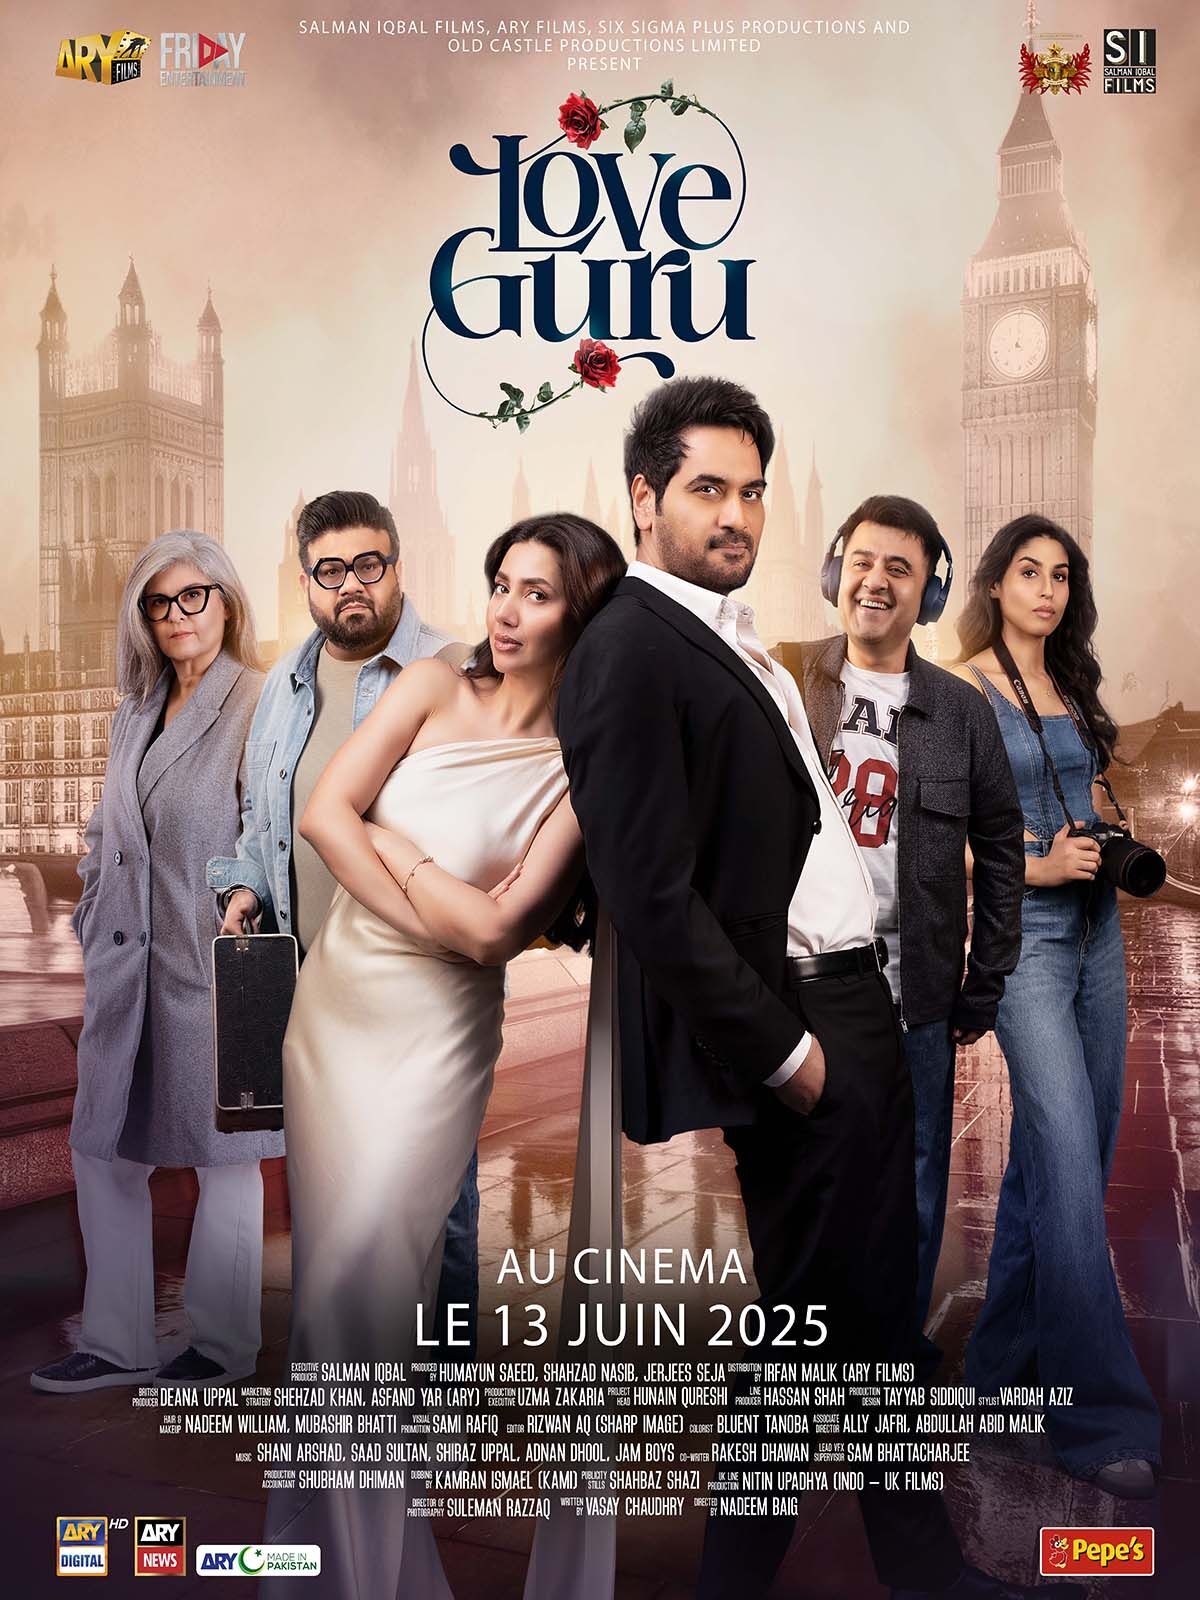 SALMAN IQBAL FILMS, ARY FILMS, SIX SIGMA PLUS PRODUCTIONS AND
OLD CASTLE PRODUCTIONS LIMITED
PRESENT
ARY FILMS
FRIDAY ENTERTAINMENT
SI
SALMAN IQBAL
FILMS
Love
Guru
Canon
AU CINEMA
LE 13 JUIN 2025
EXECUTIVE PRODUCER SALMAN IQBAL PRODUCED BY HUMAYUN SAEED, SHAHZAD NASIB, JERJEES SEJA DISTRIBUTION BY IRFAN MALIK (ARY FILMS)
BRITISH PRODUCER DEANA UPPAL MARKETING STRATEGY SHEHZAD KHAN, ASFAND YAR (ARY) PRODUCTION EXECUTIVE UZMA ZAKARIA PROJECT HEAD HUNAIN QURESHI LINE PRODUCER HASSAN SHAH PRODUCTION DESIGN TAYYAB SIDDIQUI STYLIST VARDAH AZIZ
HAIR & MAKEUP NADEEM WILLIAM, MUBASHIR BHATTI VISUAL PROMOTION SAMI RAFIQ EDITOR RIZWAN AQ (SHARP IMAGE) COLORIST BLUENT TANOBA ASSOCIATE DIRECTOR ALLY JAFRI, ABDULLAH ABID MALIK
MUSIC SHANI ARSHAD, SAAD SULTAN, SHIRAZ UPPAL, ADNAN DHOOL, JAM BOYS CO-WRITER RAKESH DHAWAN LEAD VFX SUPERVISOR SAM BHATTACHARJEE
PRODUCTION ACCOUNTANT SHUBHAM DHIMAN DUBBING BY KAMRAN ISMAEL (KAMI) PUBLICITY STILLS SHAHBAZ SHAZI UK LINE PRODUCTION NITIN UPADHYA (INDO – UK FILMS)
DIRECTOR OF PHOTOGRAPHY SULEMAN RAZZAQ WRITTEN BY VASAY CHAUDHRY DIRECTED BY NADEEM BAIG
ARY DIGITAL HD
ARY NEWS
ARY MADE IN PAKISTAN
Pepe's